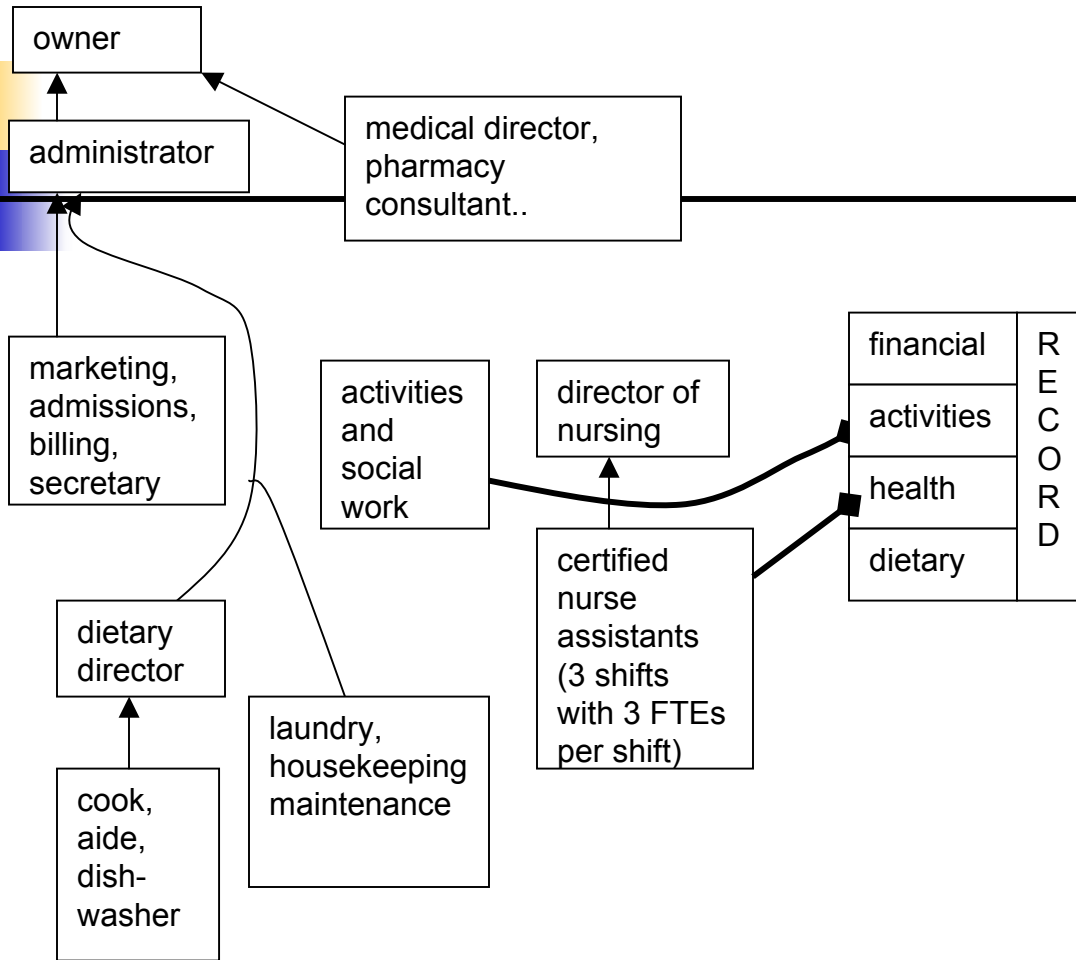 owner
administrator
medical director,
pharmacy
consultant..
marketing,
admissions,
billing,
secretary
activities
and
social
work
director of
nursing
financial
activities
health
dietary
R
E
C
O
R
D
certified
nurse
assistants
(3 shifts
with 3 FTEs
per shift)
dietary
director
laundry,
housekeeping
maintenance
cook,
aide,
dish-
washer